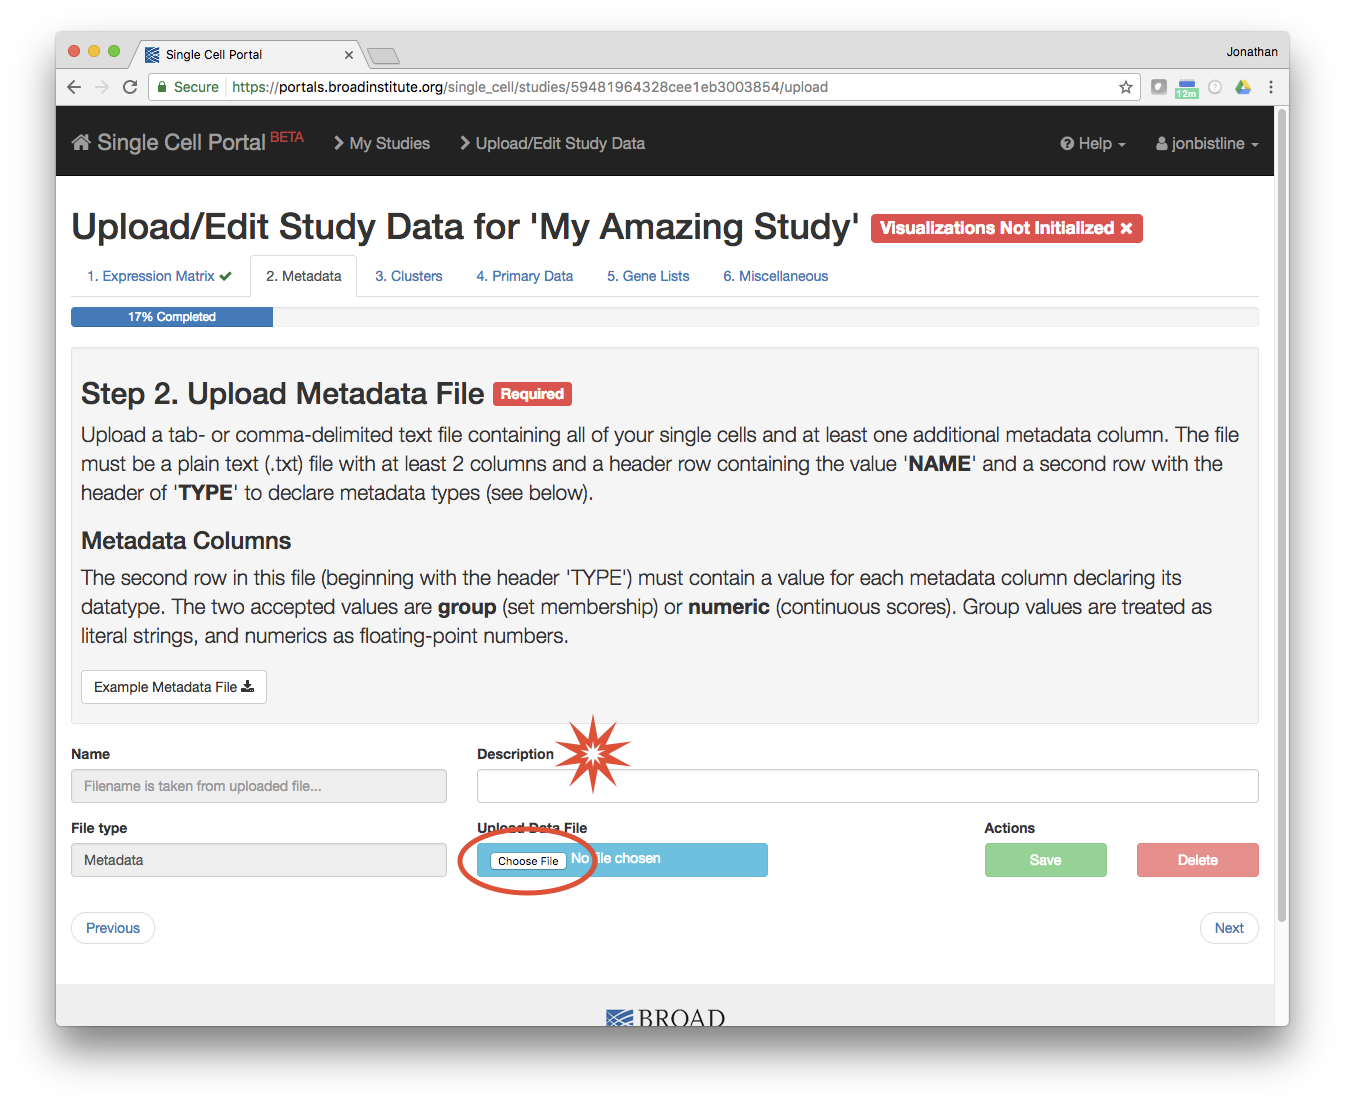 Single Cell Portal
Jonathan
Secure https://portals.broadinstitute.org/single_cell/studies/59481964328cee1eb3003854/upload
12m
Single Cell Portal BETA
My Studies
Upload/Edit Study Data
Help
jonbistline
Upload/Edit Study Data for 'My Amazing Study' Visualizations Not Initialized
1. Expression Matrix
2. Metadata
3. Clusters
4. Primary Data
5. Gene Lists
6. Miscellaneous
17% Completed
Step 2. Upload Metadata File Required
Upload a tab- or comma-delimited text file containing all of your single cells and at least one additional metadata column. The file
must be a plain text (.txt) file with at least 2 columns and a header row containing the value 'NAME' and a second row with the
header of 'TYPE' to declare metadata types (see below).
Metadata Columns
The second row in this file (beginning with the header 'TYPE') must contain a value for each metadata column declaring its
datatype. The two accepted values are group (set membership) or numeric (continuous scores). Group values are treated as
literal strings, and numerics as floating-point numbers.
Example Metadata File
Name
Description
Filename is taken from uploaded file...
File type
Upload Data File
Actions
Metadata
Choose File No file chosen
Save
Delete
Previous
Next
BROAD